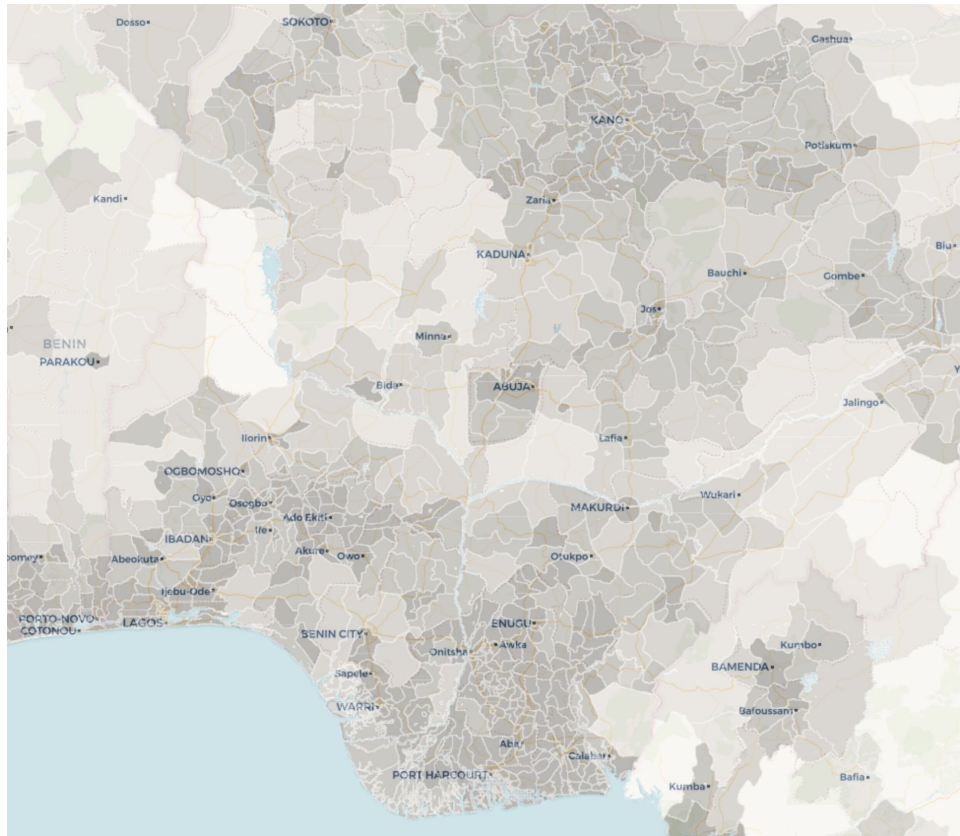 Dosso
SOKOTO
Gashua
KANO
Potiskum
Kandi
Zaria
KADUNA
Biu
Bauchi
Gombe
Jos
Minna
BENIN
PARAKOU
Bida
ABUJA
Jalingo
Ilorin
Lafia
OGBOMOSHO
Oyo
Osogbo
Wukari
MAKURDI
Ado Ekiti
Ife
IBADAN
Akure
Owo
Abeokuta
Otukpo
Ijebu-Ode
PORTO-NOVO
LAGOS
COTONOU
BENIN CITY
ENUGU
Awka
Onitsha
Kumbo
BAMENDA
Sapele
WARRI
Bafoussam
Aba
Calabar
PORT HARCOURT
Kumba
Bafia